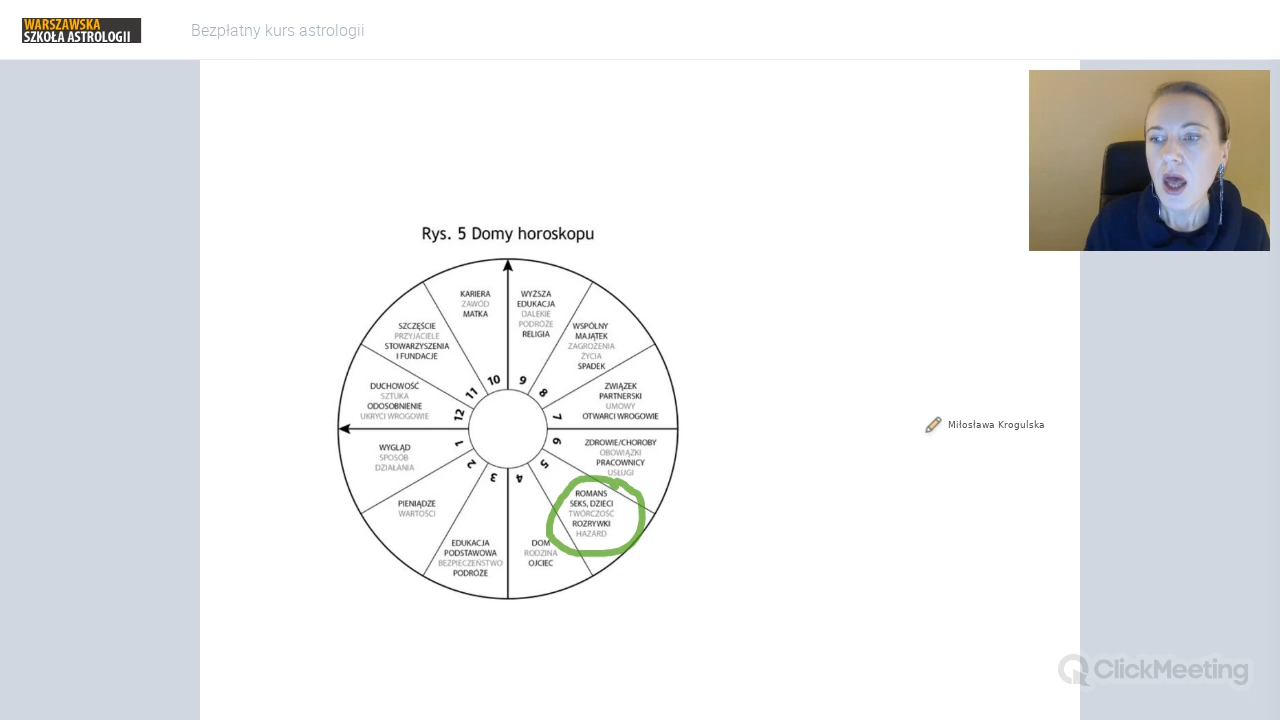 WARSZAWSKA
SZKOŁA ASTROLOGII
Bezpłatny kurs astrologii
Rys. 5 Domy horoskopu
KARIERA
ZAWÓD
MATKA
WYŻSZA
EDUKACJA
DALEKIE
PODRÓŻE
RELIGIA
SZCZĘŚCIE
PRZYJACIELE
STOWARZYSZENIA
I FUNDACJE
WSPÓLNY
MAJĄTEK
ZAGROŻENIA
ŻYCIA
SPADEK
DUCHOWOŚĆ
SZTUKA
ODOSOBNIENIE
UKRYCI WROGOWIE
ZWIĄZEK
PARTNERSKI
UMOWY
OTWARCI WROGOWIE
10
9
11
8
12
7
1
6
2
5
3
4
WYGLĄD
SPOSÓB
DZIAŁANIA
ZDROWIE/CHOROBY
OBOWIĄZKI
PRACOWNICY
USŁUGI
PIENIĄDZE
WARTOŚCI
ROMANS
SEKS, DZIECI
TWÓRCZOŚĆ
ROZRYWKI
HAZARD
EDUKACJA
PODSTAWOWA
BEZPIECZEŃSTWO
PODRÓŻE
DOM
RODZINA
OJCIEC
Miłosława Krogulska
ClickMeeting